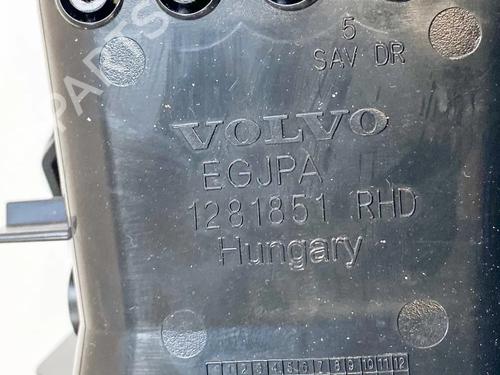 5
SAV DR
VOLVO
EGJPA
1281851 RHD
Hungary
1 2 3 4 5 6 7 8 9 10 11 12